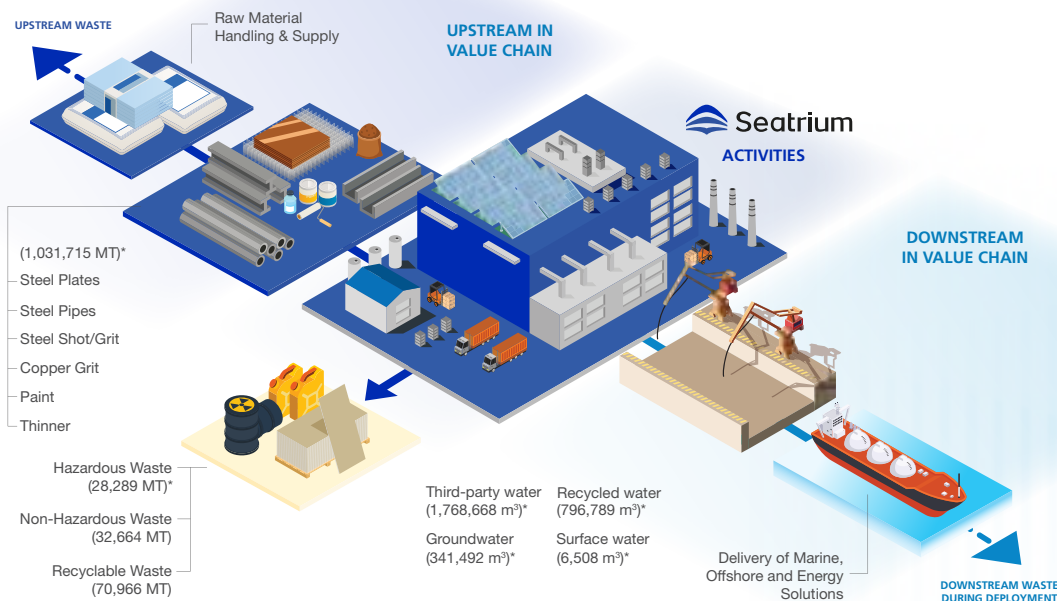 UPSTREAM WASTE
Raw Material
Handling & Supply
UPSTREAM IN
VALUE CHAIN
Seatrium
ACTIVITIES
DOWNSTREAM
IN VALUE CHAIN
(1,031,715 MT)*
Steel Plates
Steel Pipes
Steel Shot/Grit
Copper Grit
Paint
Thinner
Hazardous Waste
(28,289 MT)*
Non-Hazardous Waste
(32,664 MT)
Recyclable Waste
(70,966 MT)
Third-party water
(1,768,668 m³)*
Recycled water
(796,789 m³)*
Groundwater
(341,492 m³)*
Surface water
(6,508 m³)*
Delivery of Marine,
Offshore and Energy
Solutions
DOWNSTREAM WASTE
DURING DEPLOYMENT